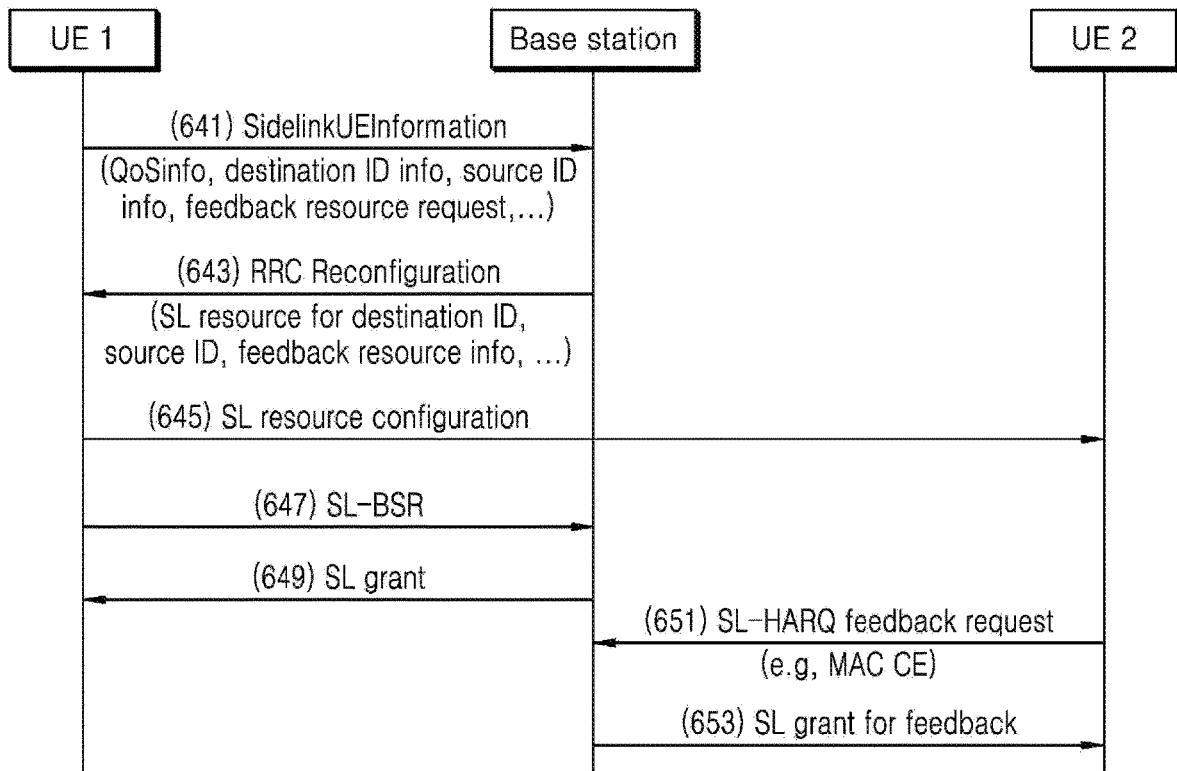 UE 1
Base station
UE 2
(641) SidelinkUEInformation
(QoSinfo, destination ID info, source ID
info, feedback resource request,...)
(643) RRC Reconfiguration
(SL resource for destination ID,
source ID, feedback resource info, ...)
(645) SL resource configuration
(647) SL-BSR
(649) SL grant
(651) SL-HARQ feedback request
(e.g, MAC CE)
(653) SL grant for feedback